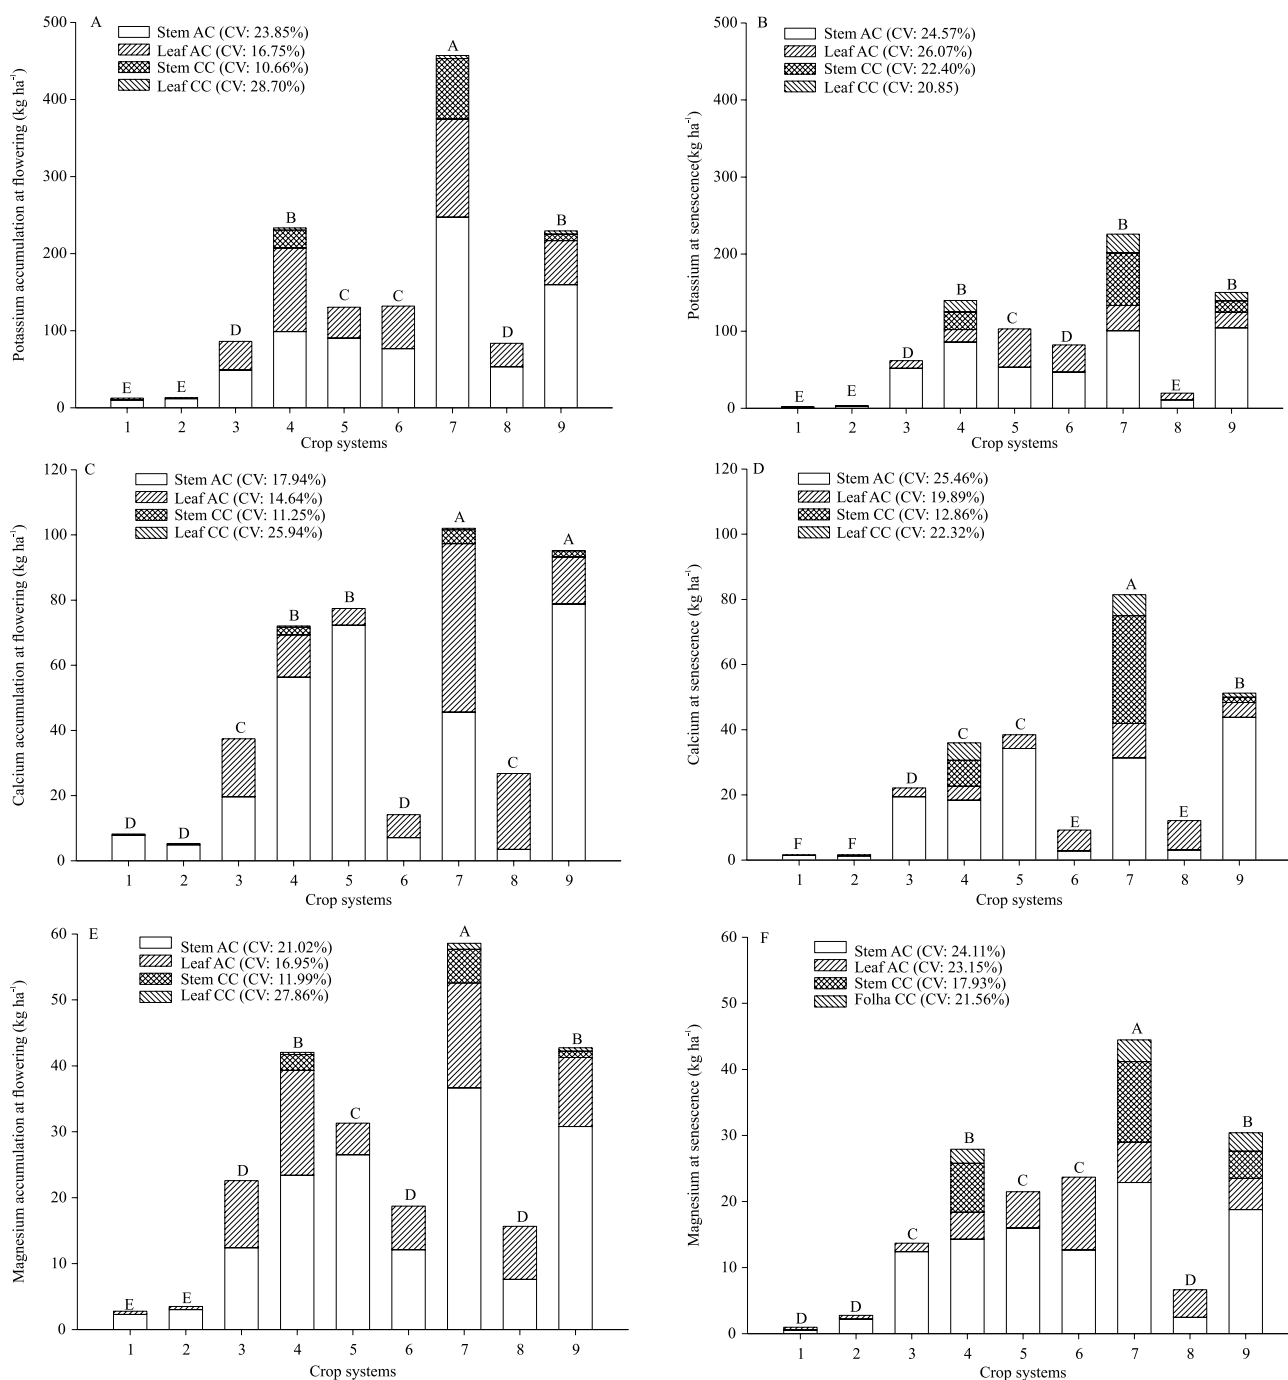 A
Stem AC (CV: 23.85%)
Leaf AC (CV: 16.75%)
Stem CC (CV: 10.66%)
Leaf CC (CV: 28.70%)
Potassium accumulation at flowering (kg ha⁻¹)
500
400
300
200
100
0
E
E
D
B
C
C
A
D
B
1 2 3 4 5 6 7 8 9
Crop systems
B
Stem AC (CV: 24.57%)
Leaf AC (CV: 26.07%)
Stem CC (CV: 22.40%)
Leaf CC (CV: 20.85)
Potassium at senescence(kg ha⁻¹)
500
400
300
200
100
0
E
E
D
B
C
D
B
E
B
1 2 3 4 5 6 7 8 9
Crop systems
C
Stem AC (CV: 17.94%)
Leaf AC (CV: 14.64%)
Stem CC (CV: 11.25%)
Leaf CC (CV: 25.94%)
Calcium accumulation at flowering (kg ha⁻¹)
120
100
80
60
40
20
0
D
D
C
B
B
D
A
C
A
1 2 3 4 5 6 7 8 9
Crop systems
D
Stem AC (CV: 25.46%)
Leaf AC (CV: 19.89%)
Stem CC (CV: 12.86%)
Leaf CC (CV: 22.32%)
Calcium at senescence (kg ha⁻¹)
120
100
80
60
40
20
0
F
F
D
C
C
E
A
E
B
1 2 3 4 5 6 7 8 9
Crop systems
E
Stem AC (CV: 21.02%)
Leaf AC (CV: 16.95%)
Stem CC (CV: 11.99%)
Leaf CC (CV: 27.86%)
Magnesium accumulation at flowering (kg ha⁻¹)
60
50
40
30
20
10
0
E
E
D
B
C
D
A
D
B
1 2 3 4 5 6 7 8 9
Crop systems
F
Stem AC (CV: 24.11%)
Leaf AC (CV: 23.15%)
Stem CC (CV: 17.93%)
Folha CC (CV: 21.56%)
Magnesium at senescence (kg ha⁻¹)
60
50
40
30
20
10
0
D
D
C
B
C
C
A
D
B
1 2 3 4 5 6 7 8 9
Crop systems